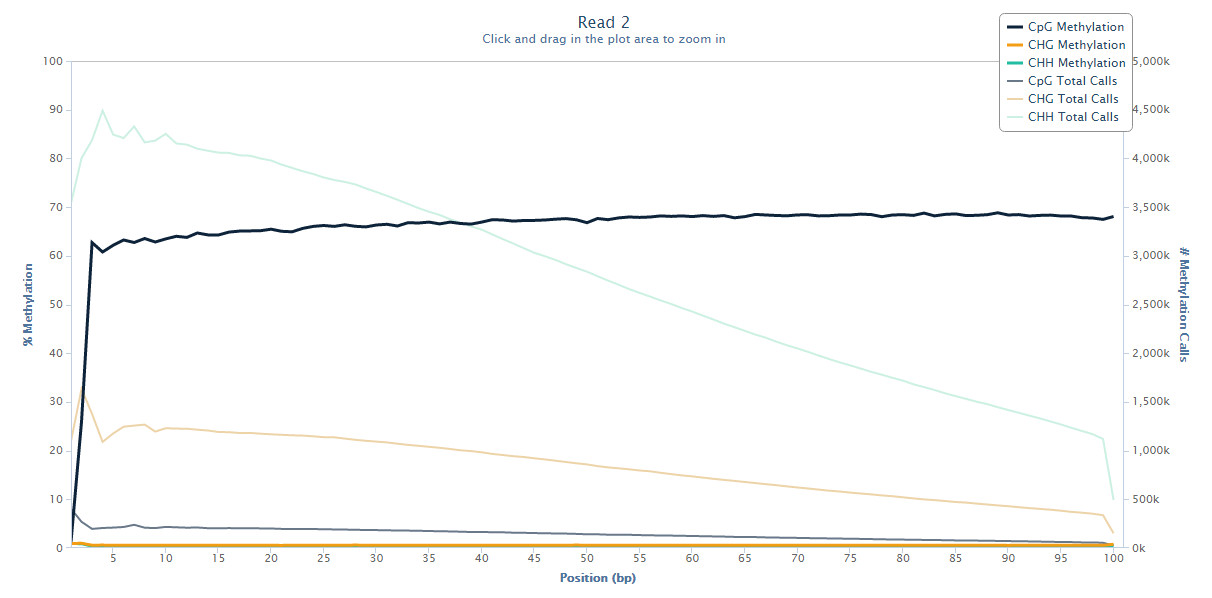 Read 2
Click and drag in the plot area to zoom in
CpG Methylation
CHG Methylation
CHH Methylation
CpG Total Calls
CHG Total Calls
CHH Total Calls
% Methylation
100
90
80
70
60
50
40
30
20
10
0
5,000k
4,500k
4,000k
3,500k
3,000k
2,500k
2,000k
1,500k
1,000k
500k
0k
# Methylation Calls
5 10 15 20 25 30 35 40 45 50 55 60 65 70 75 80 85 90 95 100
Position (bp)